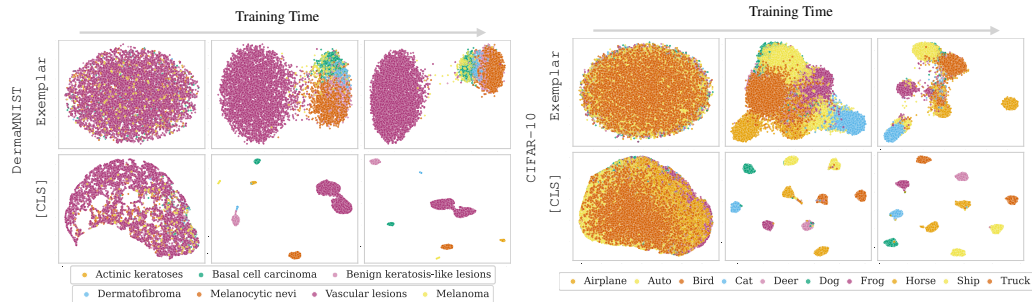 Training Time
DermaMNIST
Exemplar
[CLS]
Actinic keratoses Basal cell carcinoma Benign keratosis-like lesions
Dermatofibroma Melanocytic nevi Vascular lesions Melanoma
Training Time
CIFAR-10
Exemplar
[CLS]
Airplane Auto Bird Cat Deer Dog Frog Horse Ship Truck